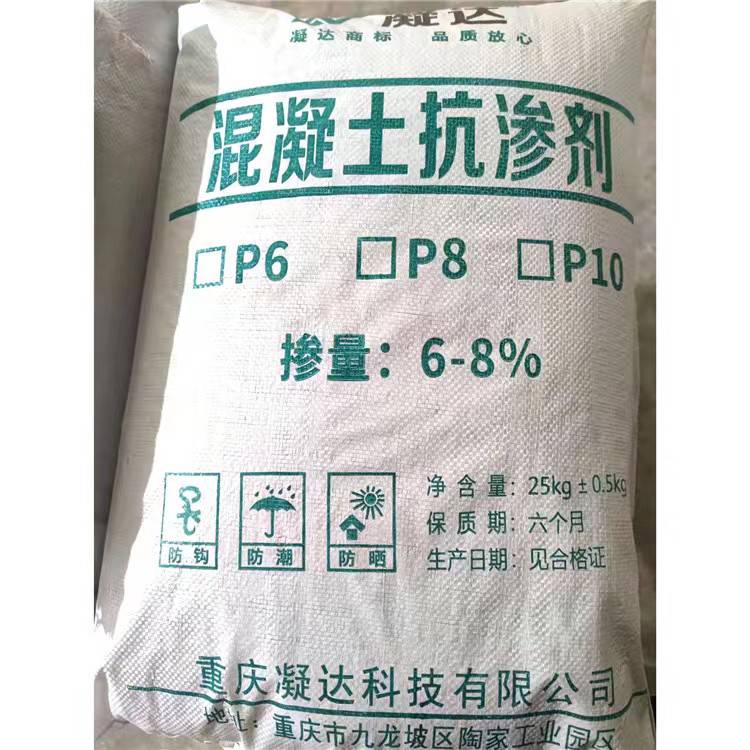 凝达
凝达商标 品质放心
混凝土抗渗剂
□P6 □P8 □P10
掺量：6-8%
净含量：25kg±0.5kg
保质期：六个月
生产日期：见合格证
防钩 防潮 防晒
重庆凝达科技有限公司
地址：重庆市九龙坡区陶家工业园区